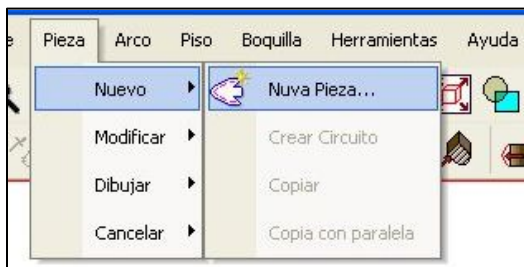 Pieza Arco Piso Boquilla Herramientas Ayuda
Nuevo Nuva Pieza...
Modificar Crear Circuito
Dibujar Copiar
Cancelar Copia con paralela